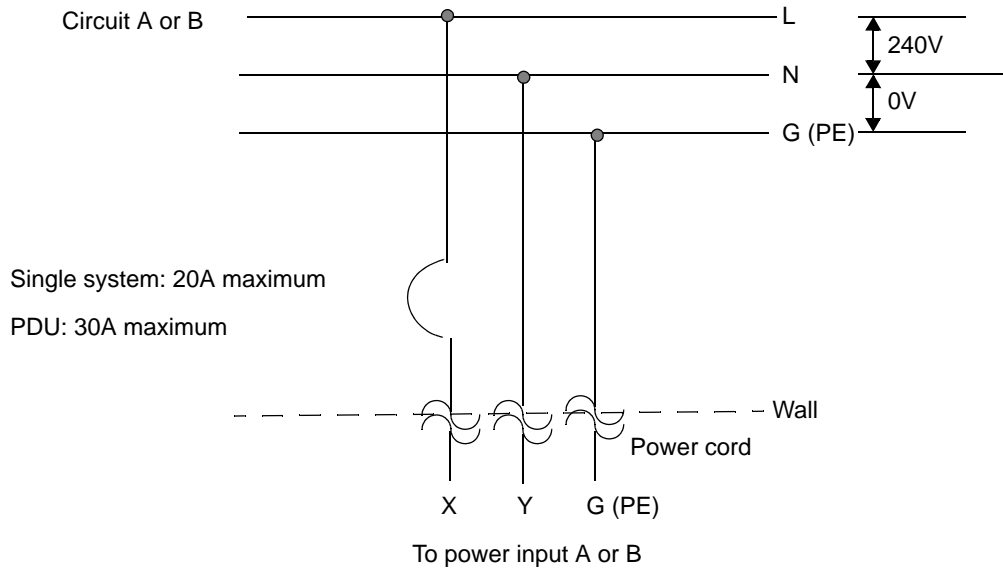 Circuit A or B
L
240V
N
0V
G (PE)
Single system: 20A maximum
PDU: 30A maximum
Wall
Power cord
X Y G (PE)
To power input A or B